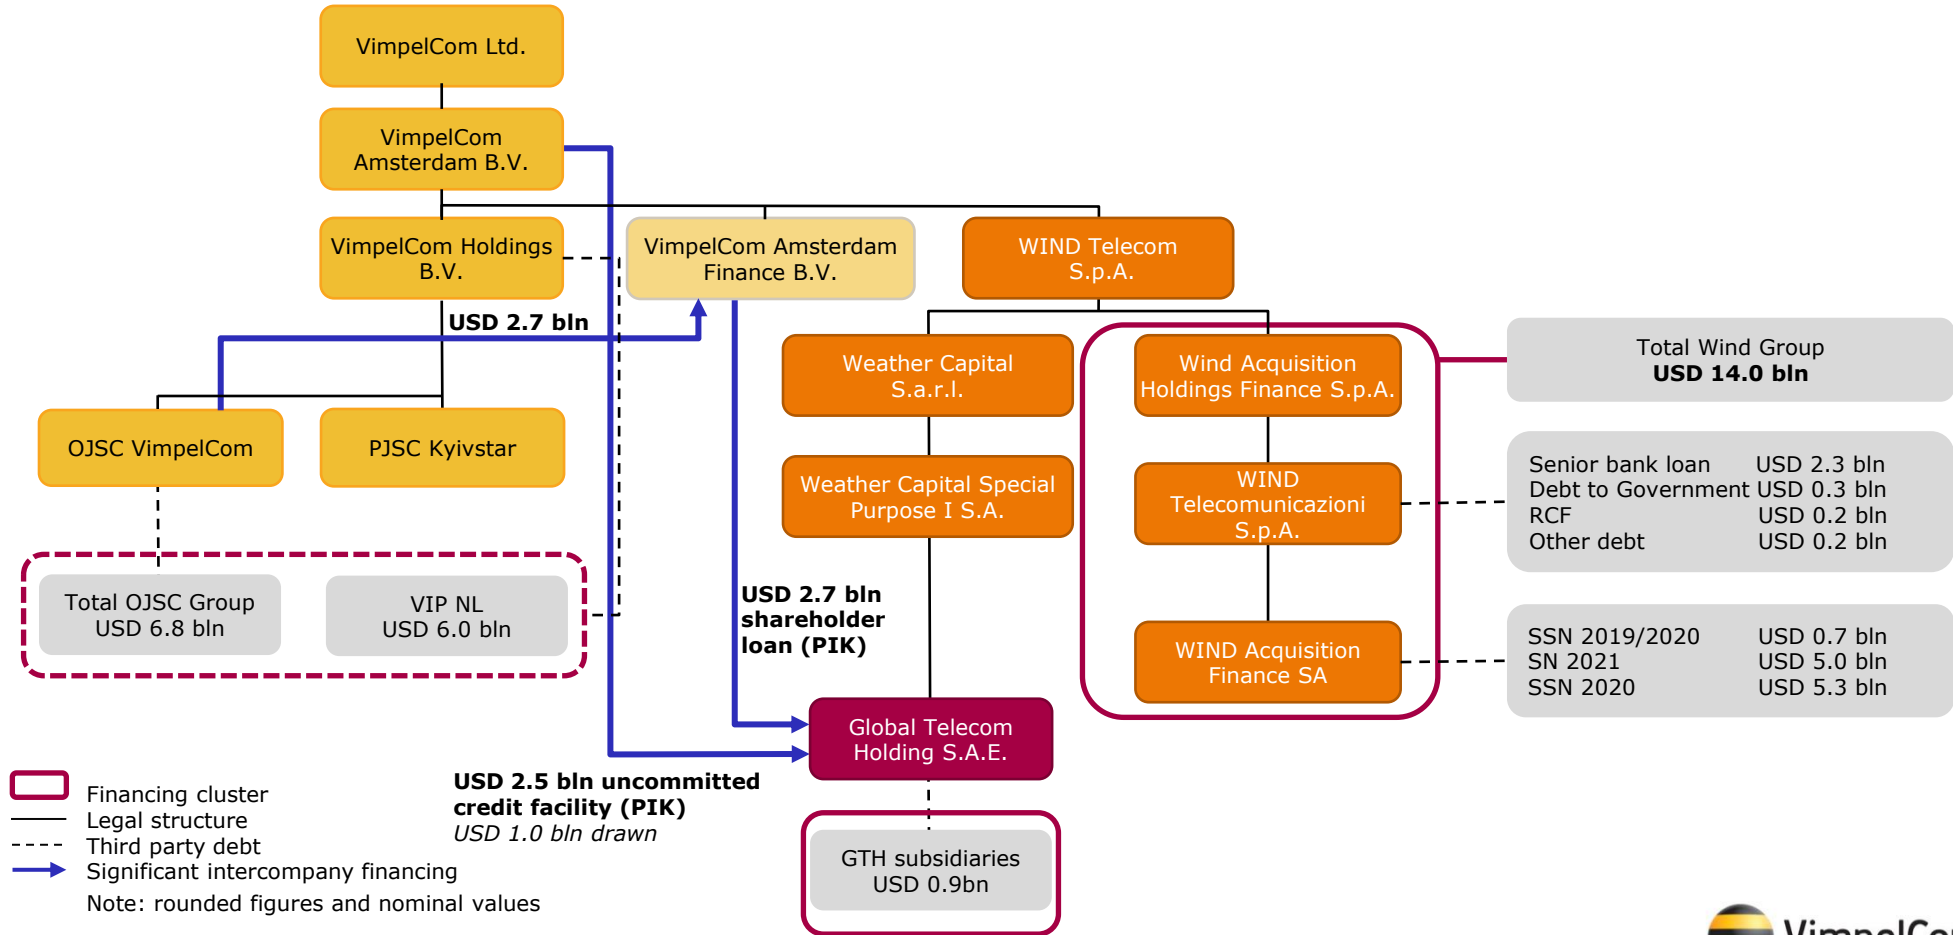 VimpelCom Ltd.
VimpelCom
Amsterdam B.V.
VimpelCom Holdings
B.V.
VimpelCom Amsterdam
Finance B.V.
WIND Telecom
S.p.A.
USD 2.7 bln
Weather Capital
S.a.r.l.
Wind Acquisition
Holdings Finance S.p.A.
Total Wind Group
USD 14.0 bln
OJSC VimpelCom
PJSC Kyivstar
Weather Capital Special
Purpose I S.A.
WIND
Telecomunicazioni
S.p.A.
Senior bank loan USD 2.3 bln
Debt to Government USD 0.3 bln
RCF USD 0.2 bln
Other debt USD 0.2 bln
Total OJSC Group
USD 6.8 bln
VIP NL
USD 6.0 bln
USD 2.7 bln
shareholder
loan (PIK)
WIND Acquisition
Finance SA
SSN 2019/2020 USD 0.7 bln
SN 2021 USD 5.0 bln
SSN 2020 USD 5.3 bln
Global Telecom
Holding S.A.E.
USD 2.5 bln uncommitted
credit facility (PIK)
USD 1.0 bln drawn
GTH subsidiaries
USD 0.9bn
Financing cluster
Legal structure
Third party debt
Significant intercompany financing
Note: rounded figures and nominal values